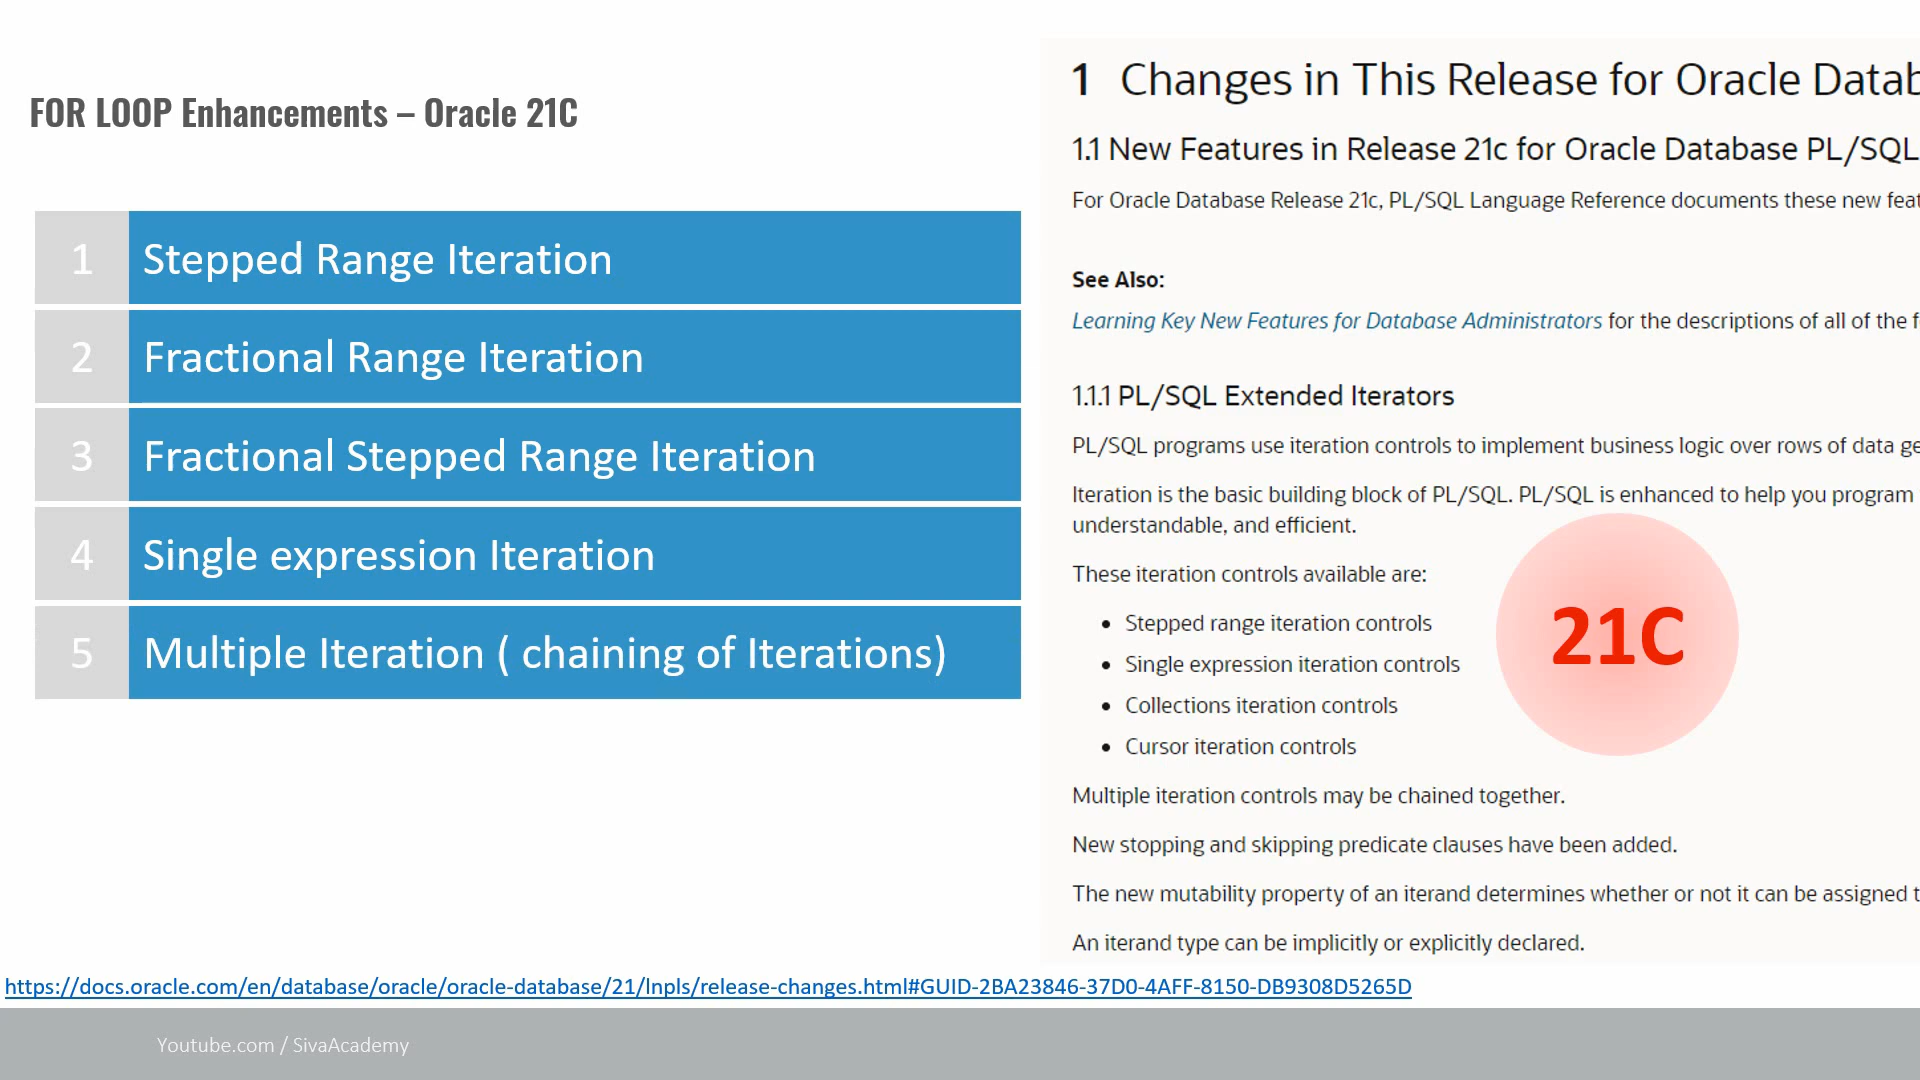 FOR LOOP Enhancements – Oracle 21C
1 Stepped Range Iteration
2 Fractional Range Iteration
3 Fractional Stepped Range Iteration
4 Single expression Iteration
5 Multiple Iteration ( chaining of Iterations)
1 Changes in This Release for Oracle Datab
1.1 New Features in Release 21c for Oracle Database PL/SQL
For Oracle Database Release 21c, PL/SQL Language Reference documents these new feat
See Also:
Learning Key New Features for Database Administrators for the descriptions of all of the f
1.1.1 PL/SQL Extended Iterators
PL/SQL programs use iteration controls to implement business logic over rows of data ge
Iteration is the basic building block of PL/SQL. PL/SQL is enhanced to help you program
understandable, and efficient.
These iteration controls available are:
• Stepped range iteration controls
• Single expression iteration controls
• Collections iteration controls
• Cursor iteration controls
21C
Multiple iteration controls may be chained together.
New stopping and skipping predicate clauses have been added.
The new mutability property of an iterand determines whether or not it can be assigned t
An iterand type can be implicitly or explicitly declared.
https://docs.oracle.com/en/database/oracle/oracle-database/21/lnpls/release-changes.html#GUID-2BA23846-37D0-4AFF-8150-DB9308D5265D
Youtube.com / SivaAcademy